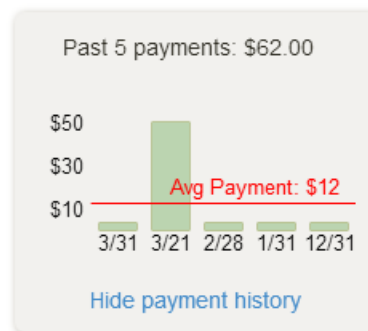 Past 5 payments: $62.00
$50
$30
Avg Payment: $12
$10
3/31 3/21 2/28 1/31 12/31
Hide payment history